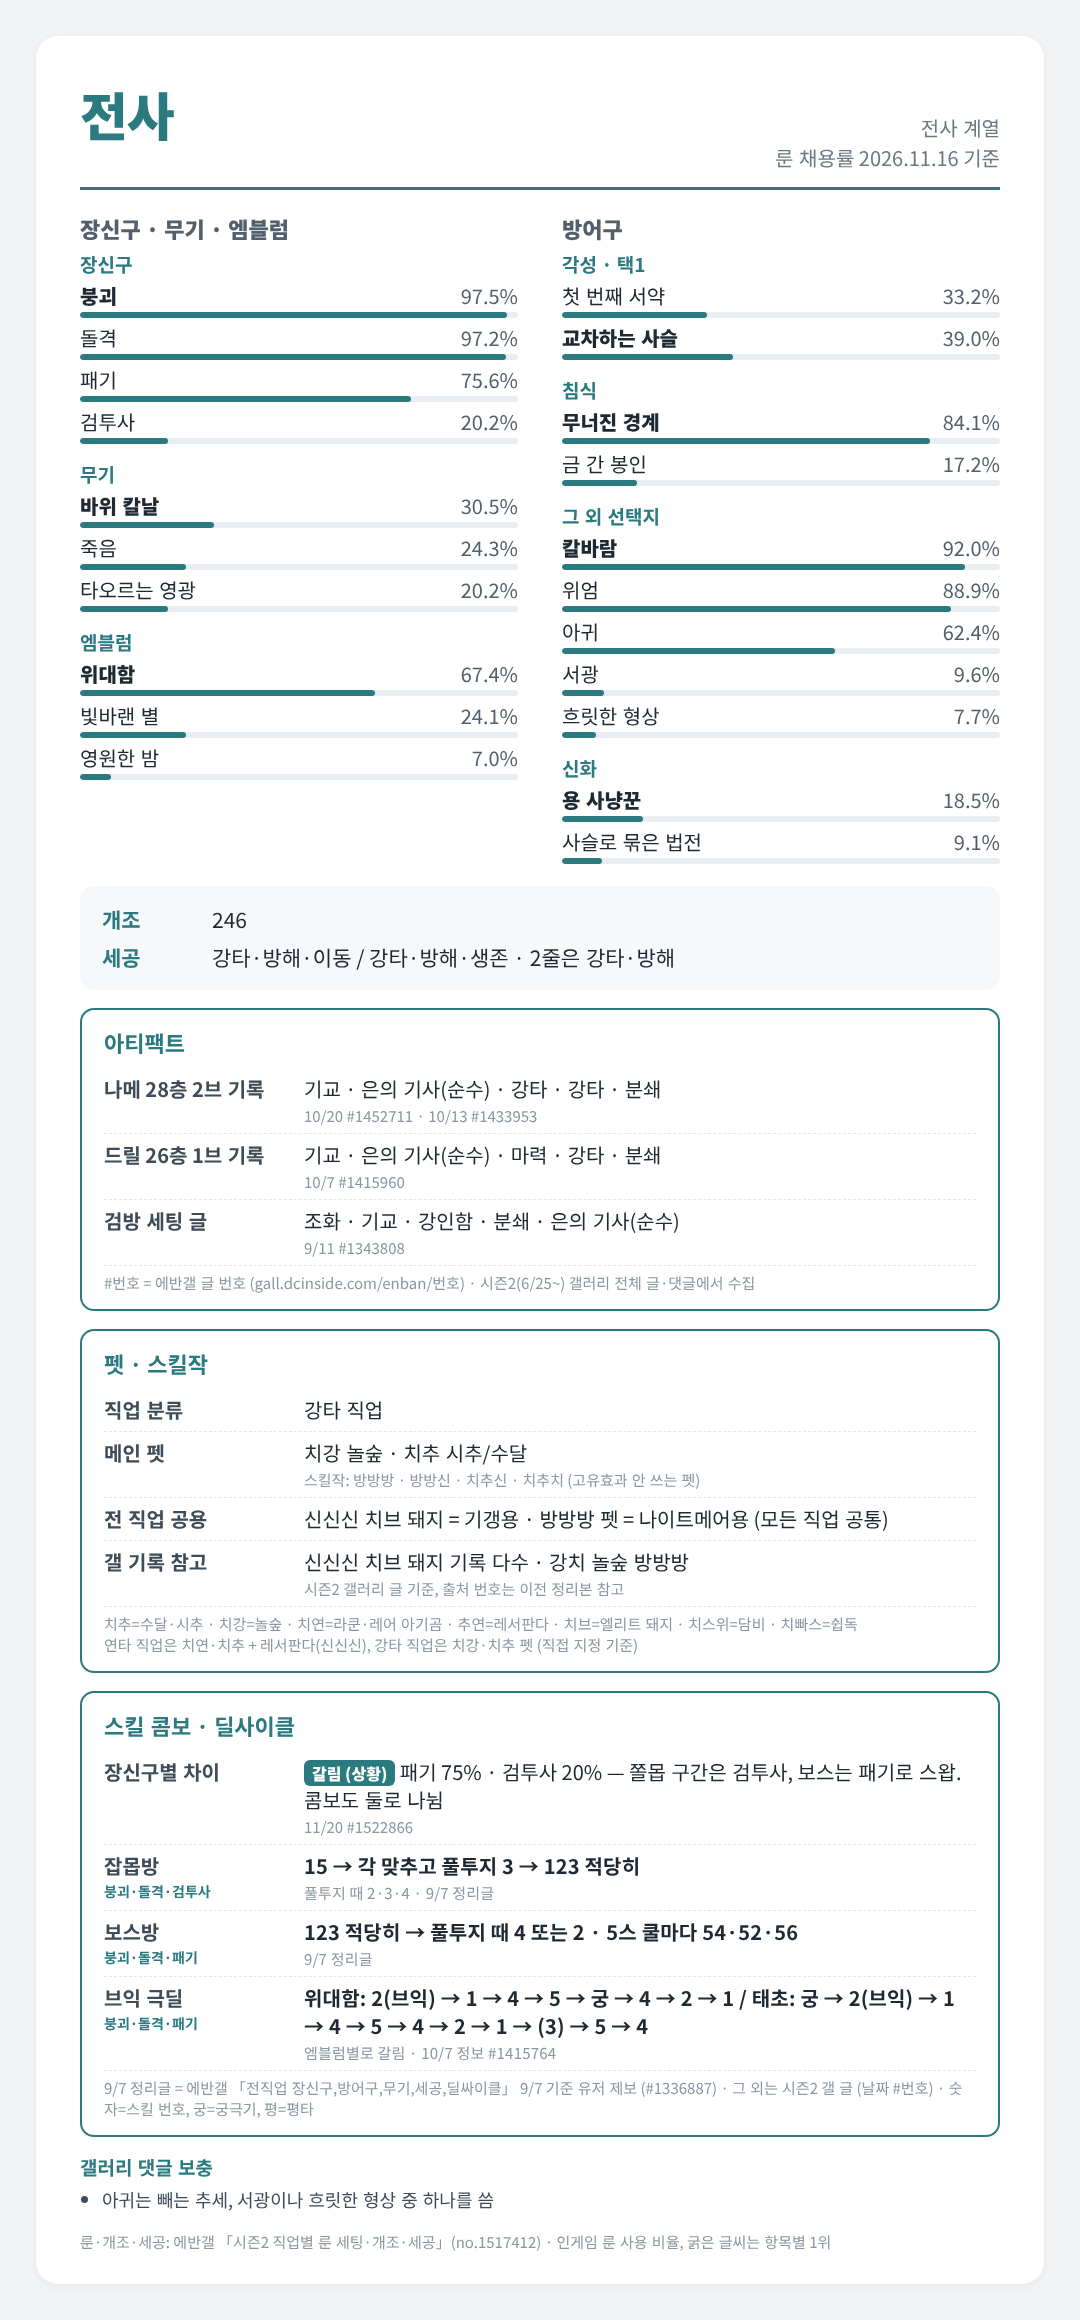 전사
전사 계열
룬 채용률 2026.11.16 기준
장신구 · 무기 · 엠블럼
장신구
붕괴 97.5%
돌격 97.2%
패기 75.6%
검투사 20.2%
무기
바위 칼날 30.5%
죽음 24.3%
타오르는 영광 20.2%
엠블럼
위대함 67.4%
빛바랜 별 24.1%
영원한 밤 7.0%
방어구
각성 · 택1
첫 번째 서약 33.2%
교차하는 사슬 39.0%
침식
무너진 경계 84.1%
금 간 봉인 17.2%
그 외 선택지
칼바람 92.0%
위엄 88.9%
아귀 62.4%
서광 9.6%
흐릿한 형상 7.7%
신화
용 사냥꾼 18.5%
사슬로 묶은 법전 9.1%
개조 246
세공 강타·방해·이동 / 강타·방해·생존 · 2줄은 강타·방해
아티팩트
나메 28층 2브 기록 기교 · 은의 기사(순수) · 강타 · 강타 · 분쇄
10/20 #1452711 · 10/13 #1433953
드릴 26층 1브 기록 기교 · 은의 기사(순수) · 마력 · 강타 · 분쇄
10/7 #1415960
검방 세팅 글 조화 · 기교 · 강인함 · 분쇄 · 은의 기사(순수)
9/11 #1343808
#번호 = 에반갤 글 번호 (gall.dcinside.com/enban/번호) · 시즌2(6/25~) 갤러리 전체 글·댓글에서 수집
펫 · 스킬작
직업 분류 강타 직업
메인 펫 치강 놀숲 · 치추 시추/수달
스킬작: 방방방 · 방방신 · 치추신 · 치추치 (고유효과 안 쓰는 펫)
전 직업 공용 신신신 치브 돼지 = 기갱용 · 방방방 펫 = 나이트메어용 (모든 직업 공통)
갤 기록 참고 신신신 치브 돼지 기록 다수 · 강치 놀숲 방방방
시즌2 갤러리 글 기준, 출처 번호는 이전 정리본 참고
치추=수달·시추 · 치강=놀숲 · 치연=라쿤·레어 아기곰 · 추연=레서판다 · 치브=엘리트 돼지 · 치스위=담비 · 치빠스=쉽독
연타 직업은 치연·치추 + 레서판다(신신신), 강타 직업은 치강·치추 펫 (직접 지정 기준)
스킬 콤보 · 딜사이클
장신구별 차이 갈림 (상황) 패기 75% · 검투사 20% — 쫄몹 구간은 검투사, 보스는 패기로 스왑.
콤보도 둘로 나뉨
11/20 #1522866
잡몹방 15 → 각 맞추고 풀투지 3 → 123 적당히
붕괴·돌격·검투사 풀투지 때 2·3·4 · 9/7 정리글
보스방 123 적당히 → 풀투지 때 4 또는 2 · 5스 쿨마다 54·52·56
붕괴·돌격·패기 9/7 정리글
브익 극딜 위대함: 2(브익) → 1 → 4 → 5 → 궁 → 4 → 2 → 1 / 태초: 궁 → 2(브익) → 1
붕괴·돌격·패기 → 4 → 5 → 4 → 2 → 1 → (3) → 5 → 4
엠블럼별로 갈림 · 10/7 정보 #1415764
9/7 정리글 = 에반갤 「전직업 장신구,방어구,무기,세공,딜싸이클」 9/7 기준 유저 제보 (#1336887) · 그 외는 시즌2 갤 글 (날짜 #번호) · 숫
자=스킬 번호, 궁=궁극기, 평=평타
갤러리 댓글 보충
• 아귀는 빼는 추세, 서광이나 흐릿한 형상 중 하나를 씀
룬·개조·세공: 에반갤 「시즌2 직업별 룬 세팅·개조·세공」(no.1517412) · 인게임 룬 사용 비율, 굵은 글씨는 항목별 1위